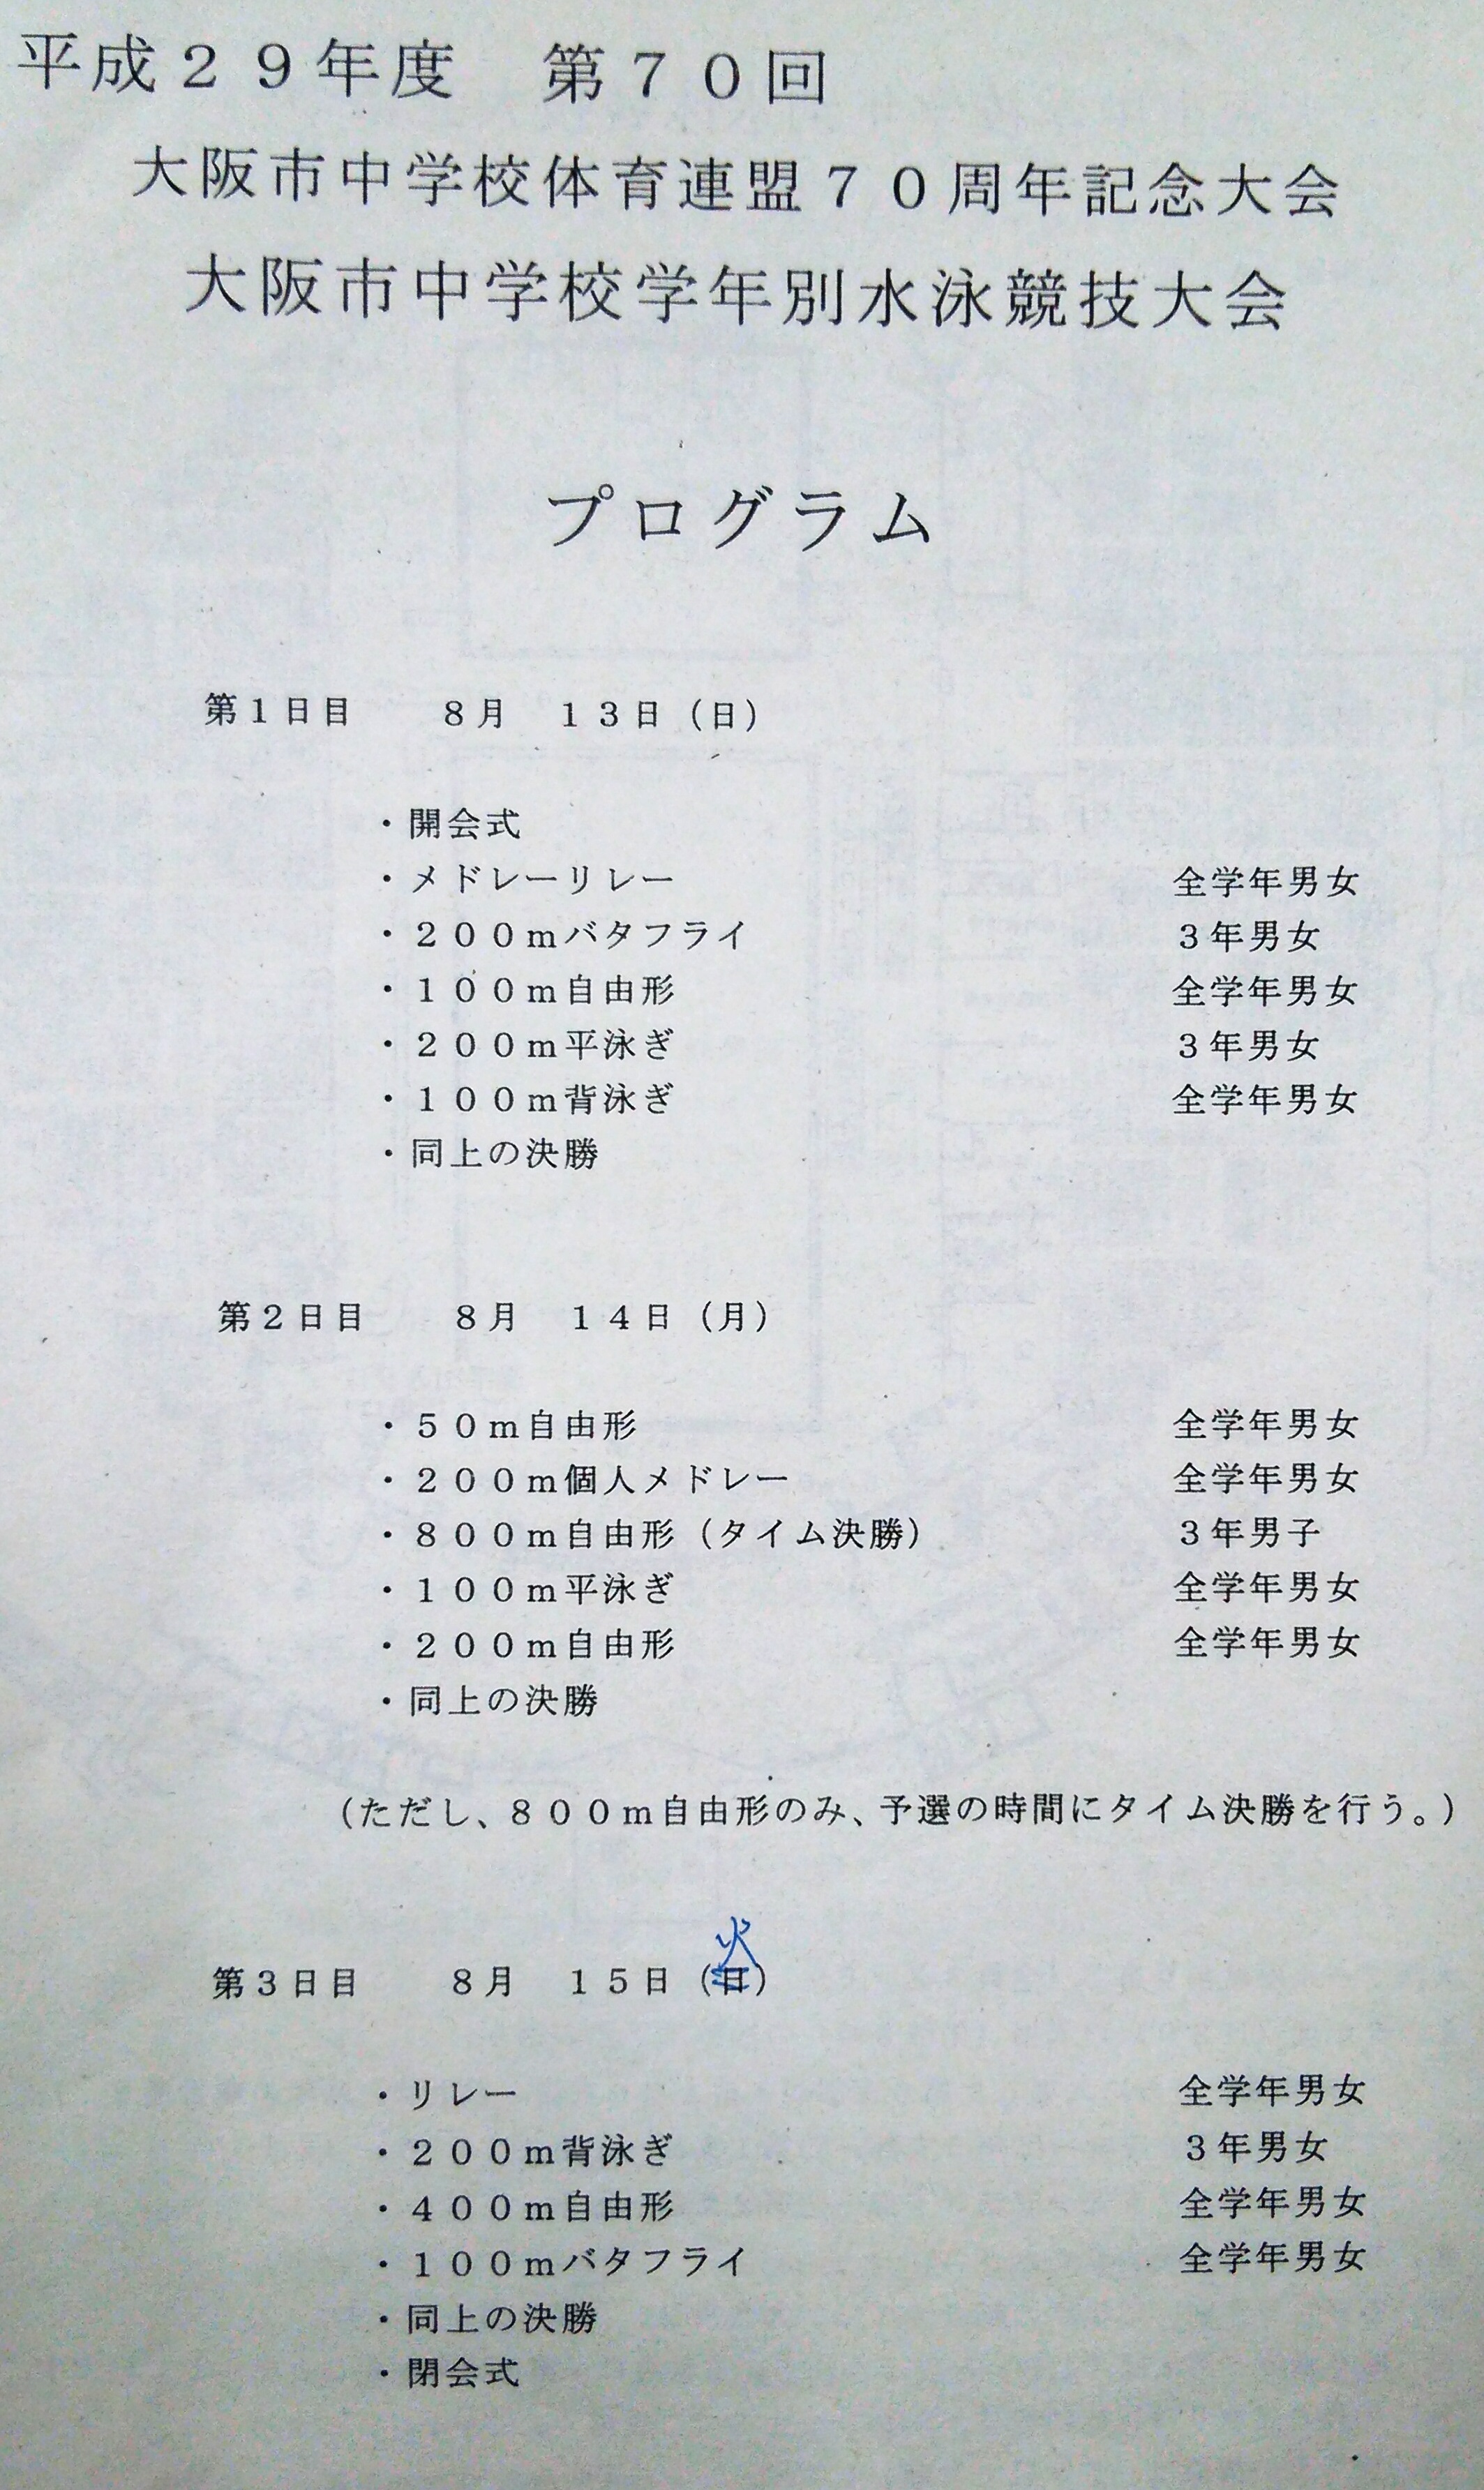 平成２９年度　第７０回
大阪市中学校体育連盟７０周年記念大会
大阪市中学校学年別水泳競技大会
プログラム
第１日目　　８月　１３日（日）
・開会式
・メドレーリレー　全学年男女
・２００ｍバタフライ　３年男女
・１００ｍ自由形　全学年男女
・２００ｍ平泳ぎ　３年男女
・１００ｍ背泳ぎ　全学年男女
・同上の決勝
第２日目　　８月　１４日（月）
・５０ｍ自由形　全学年男女
・２００ｍ個人メドレー　全学年男女
・８００ｍ自由形（タイム決勝）　３年男子
・１００ｍ平泳ぎ　全学年男女
・２００ｍ自由形　全学年男女
・同上の決勝
（ただし、８００ｍ自由形のみ、予選の時間にタイム決勝を行う。）
火
第３日目　　８月　１５日（日）
・リレー　全学年男女
・２００ｍ背泳ぎ　３年男女
・４００ｍ自由形　全学年男女
・１００ｍバタフライ　全学年男女
・同上の決勝
・閉会式